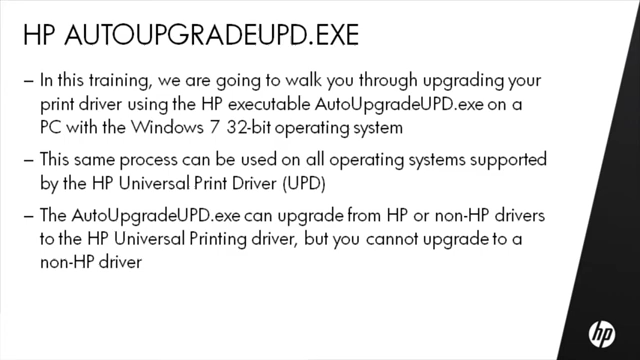 HP AUTOUPGRADEUPD.EXE
– In this training, we are going to walk you through upgrading your
print driver using the HP executable AutoUpgradeUPD.exe on a
PC with the Windows 7 32-bit operating system
– This same process can be used on all operating systems supported
by the HP Universal Print Driver (UPD)
– The AutoUpgradeUPD.exe can upgrade from HP or non-HP drivers
to the HP Universal Printing driver, but you cannot upgrade to a
non-HP driver
hp